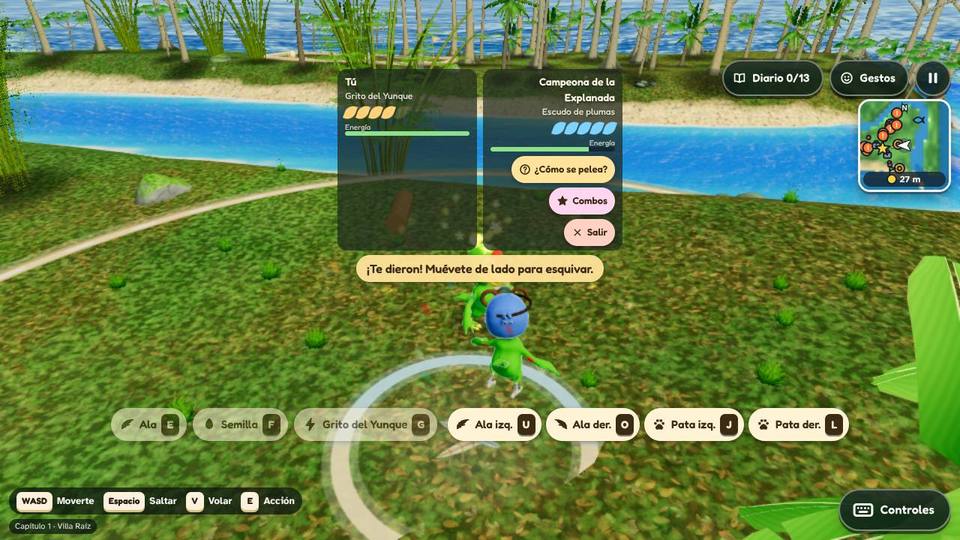 Tú
Grito del Yunque
Energía
Campeona de la
Explanada
Escudo de plumas
Energía
¿Cómo se pelea?
Combos
Salir
Diario 0/13
Gestos
N
27 m
¡Te dieron! Muévete de lado para esquivar.
Ala E
Semilla F
Grito del Yunque G
Ala izq. U
Ala der. O
Pata izq. J
Pata der. L
WASD Moverte Espacio Saltar V Volar E Acción
Capítulo 1 · Villa Raíz
Controles